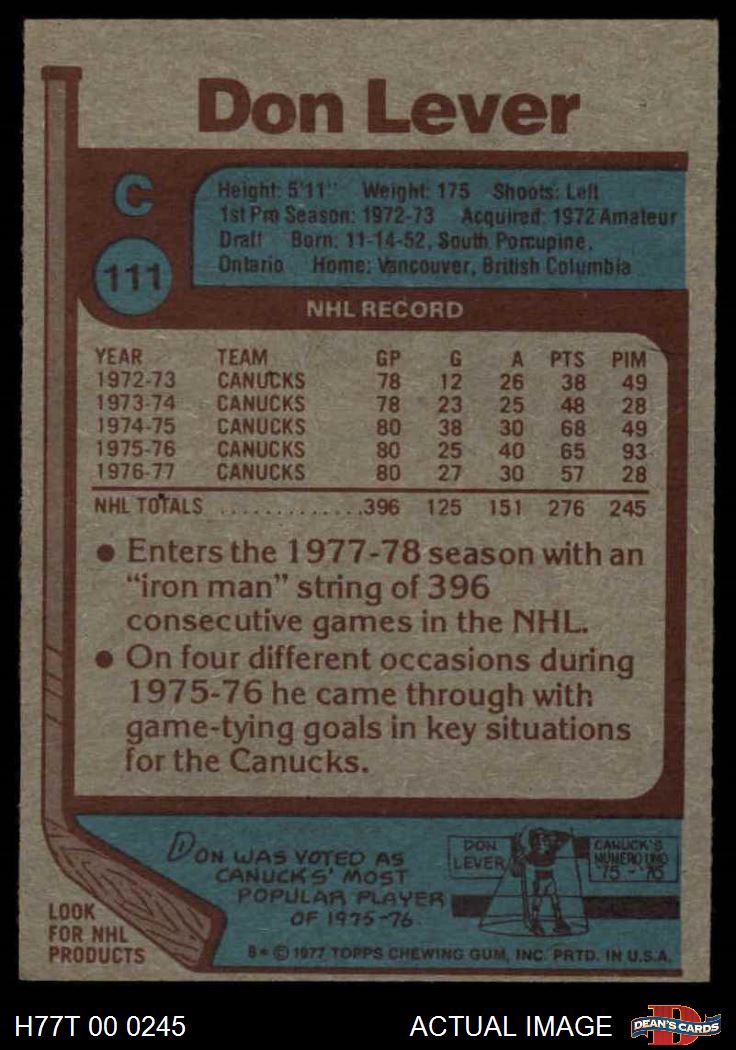 Don Lever
C
111
Height: 5'11" Weight: 175 Shoots: Left
1st Pro Season: 1972-73 Acquired: 1972 Amateur
Draft Born: 11-14-52, South Porcupine,
Ontario Home: Vancouver, British Columbia
NHL RECORD
YEAR TEAM GP G A PTS PIM
1972-73 CANUCKS 78 12 26 38 49
1973-74 CANUCKS 78 23 25 48 28
1974-75 CANUCKS 80 38 30 68 49
1975-76 CANUCKS 80 25 40 65 93
1976-77 CANUCKS 80 27 30 57 28
NHL TOTALS .............396 125 151 276 245
● Enters the 1977-78 season with an
"iron man" string of 396
consecutive games in the NHL.
● On four different occasions during
1975-76 he came through with
game-tying goals in key situations
for the Canucks.
DON WAS VOTED AS
CANUCKS' MOST
POPULAR PLAYER
OF 1975-76.
DON
LEVER
CANUCK'S
NUMERO UNO
'75-'76
LOOK
FOR NHL
PRODUCTS
B* © 1977 TOPPS CHEWING GUM, INC. PRTD. IN U.S.A.
H77T 00 0245
ACTUAL IMAGE
D
DEAN'S CARDS